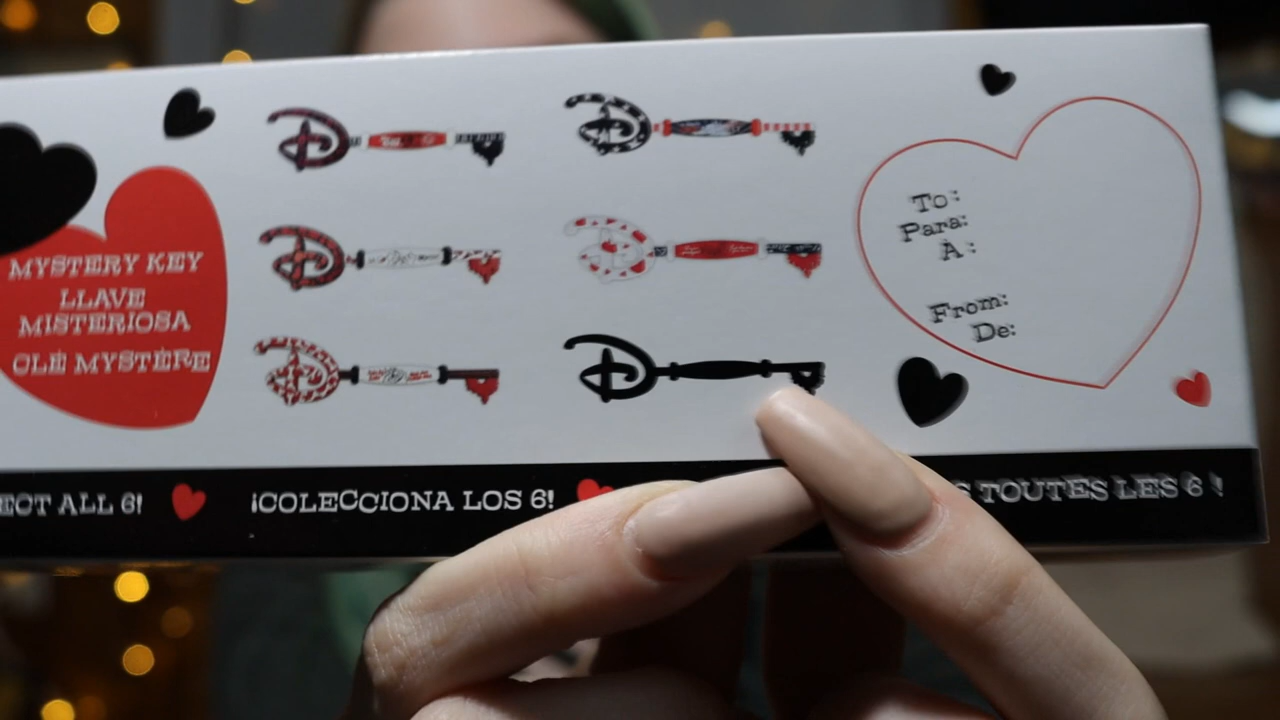 MYSTERY KEY
LLAVE
MISTERIOSA
CLÉ MYSTÈRE
To:
Para:
À:
From:
De:
ECT ALL 6!
¡COLECCIONA LOS 6!
S TOUTES LES 6 !